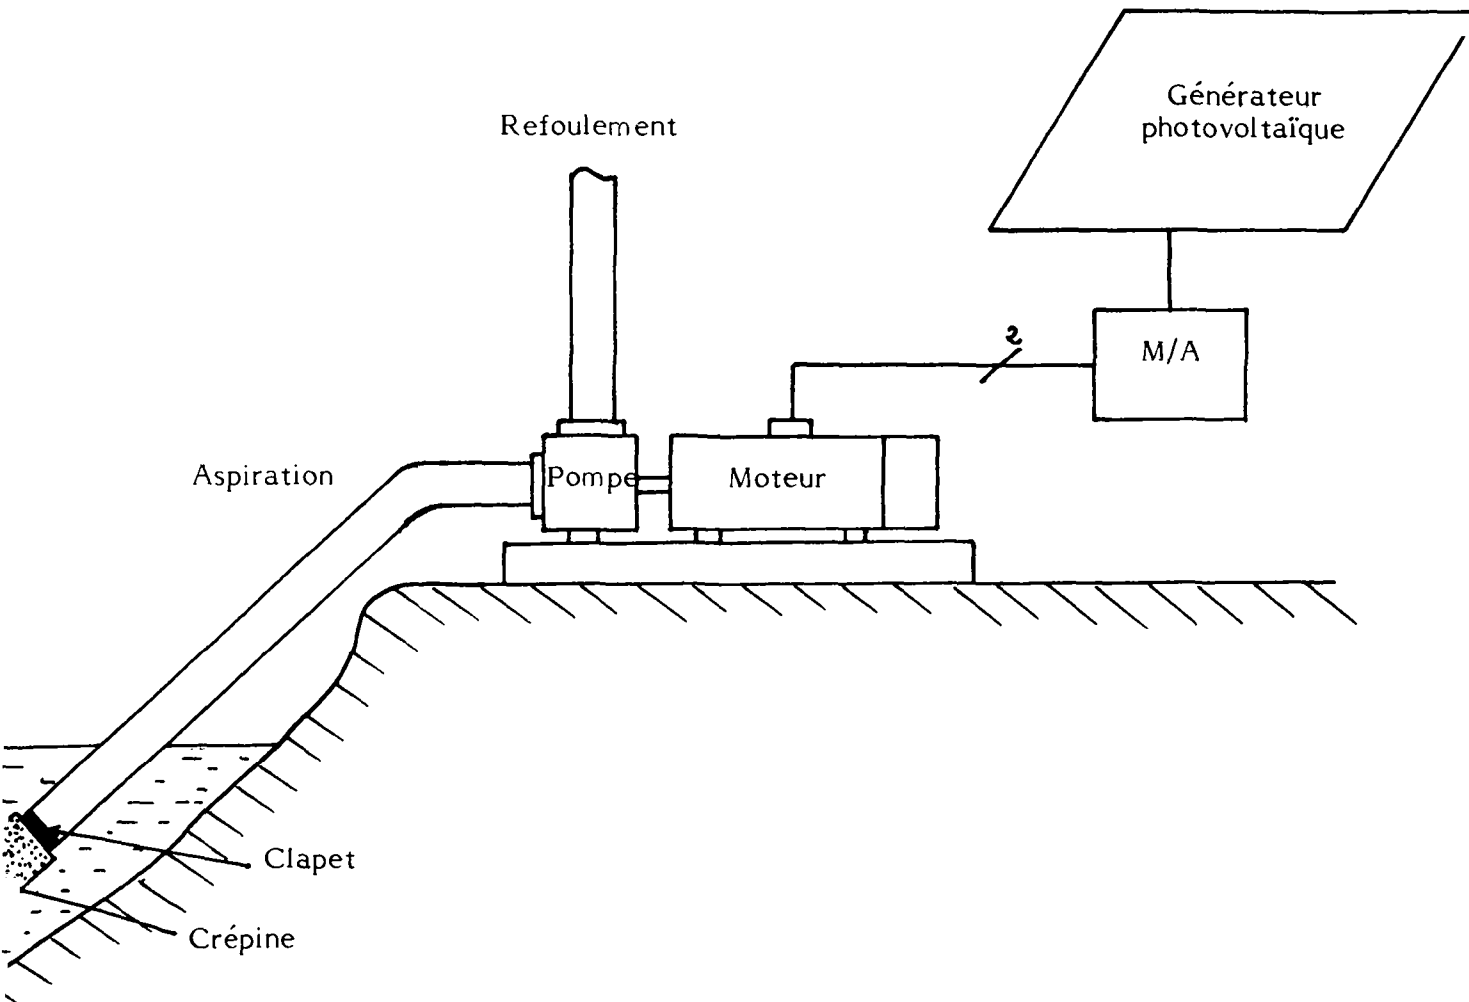 Générateur
photovoltaïque
Refoulement
2
M/A
Aspiration
Pompe
Moteur
Clapet
Crépine